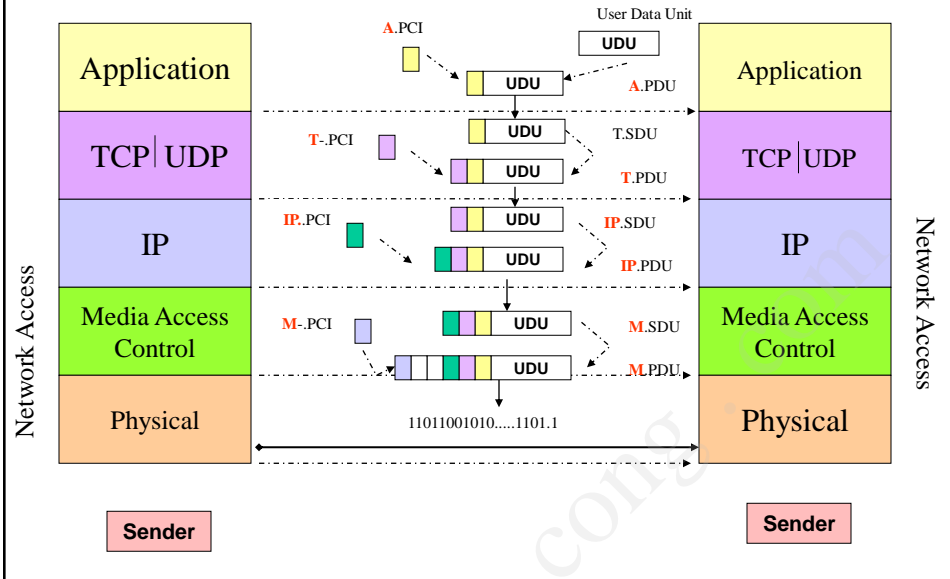 User Data Unit
A.PCI
UDU
Application
UDU
A.PDU
Application
UDU
T.SDU
T-.PCI
TCP UDP
UDU
T.PDU
TCP UDP
UDU
IP.SDU
IP..PCI
IP
UDU
IP.PDU
IP
Network Access
Network Access
Media Access
Control
M-.PCI
UDU
M.SDU
Media Access
Control
UDU
M.PDU
Physical
11011001010.....1101.1
Physical
Sender
Sender
cong . com